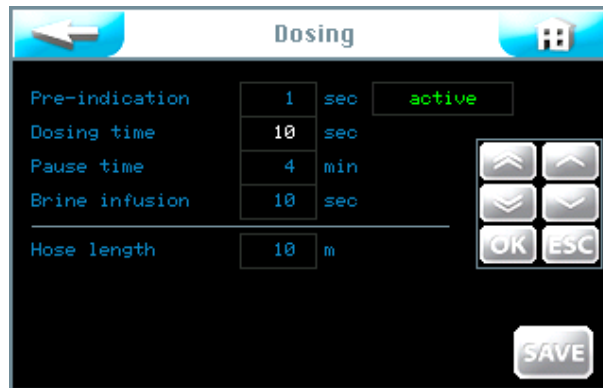 Dosing
Pre-indication 1 sec active
Dosing time 10 sec
Pause time 4 min
Brine infusion 10 sec
Hose length 10 m
OK ESC
SAVE